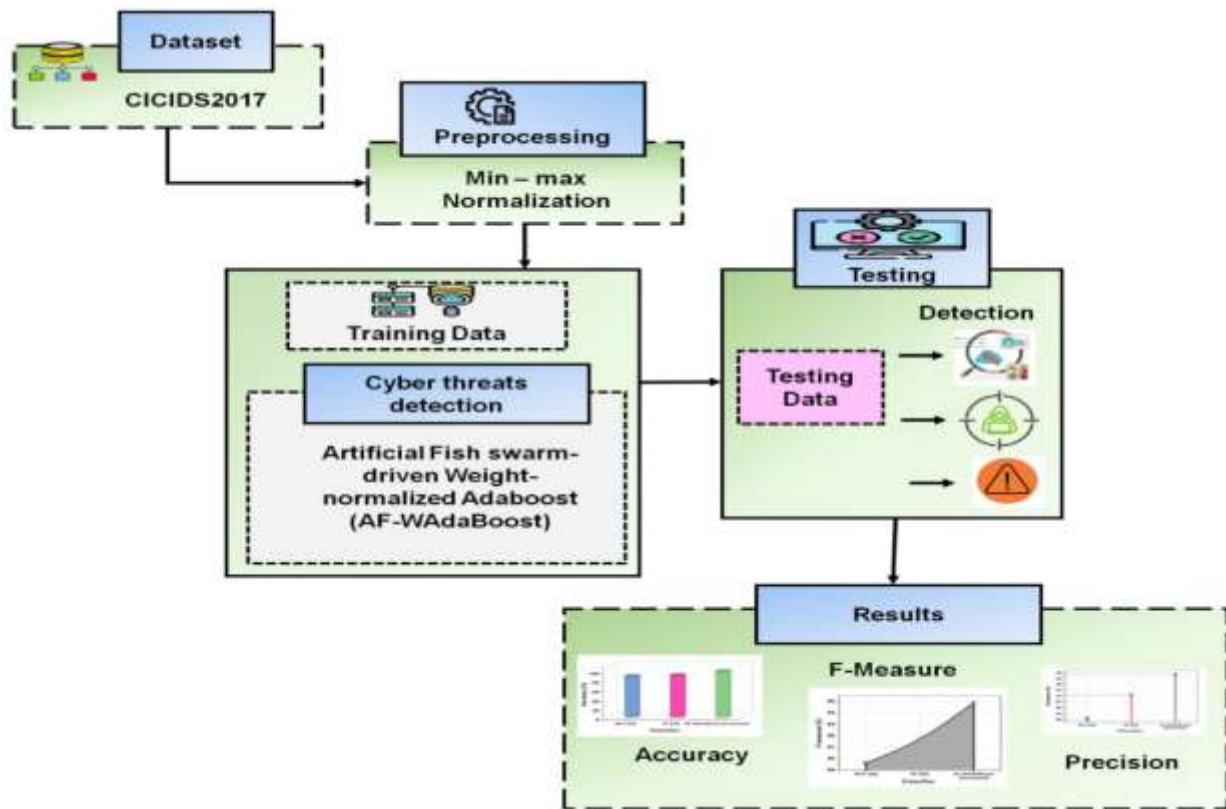 Dataset
CICIDS2017
Preprocessing
Min – max
Normalization
Training Data
Cyber threats
detection
Artificial Fish swarm-
driven Weight-
normalized Adaboost
(AF-WAdaBoost)
Testing
Detection
Testing
Data
Results
Accuracy
F-Measure
Precision